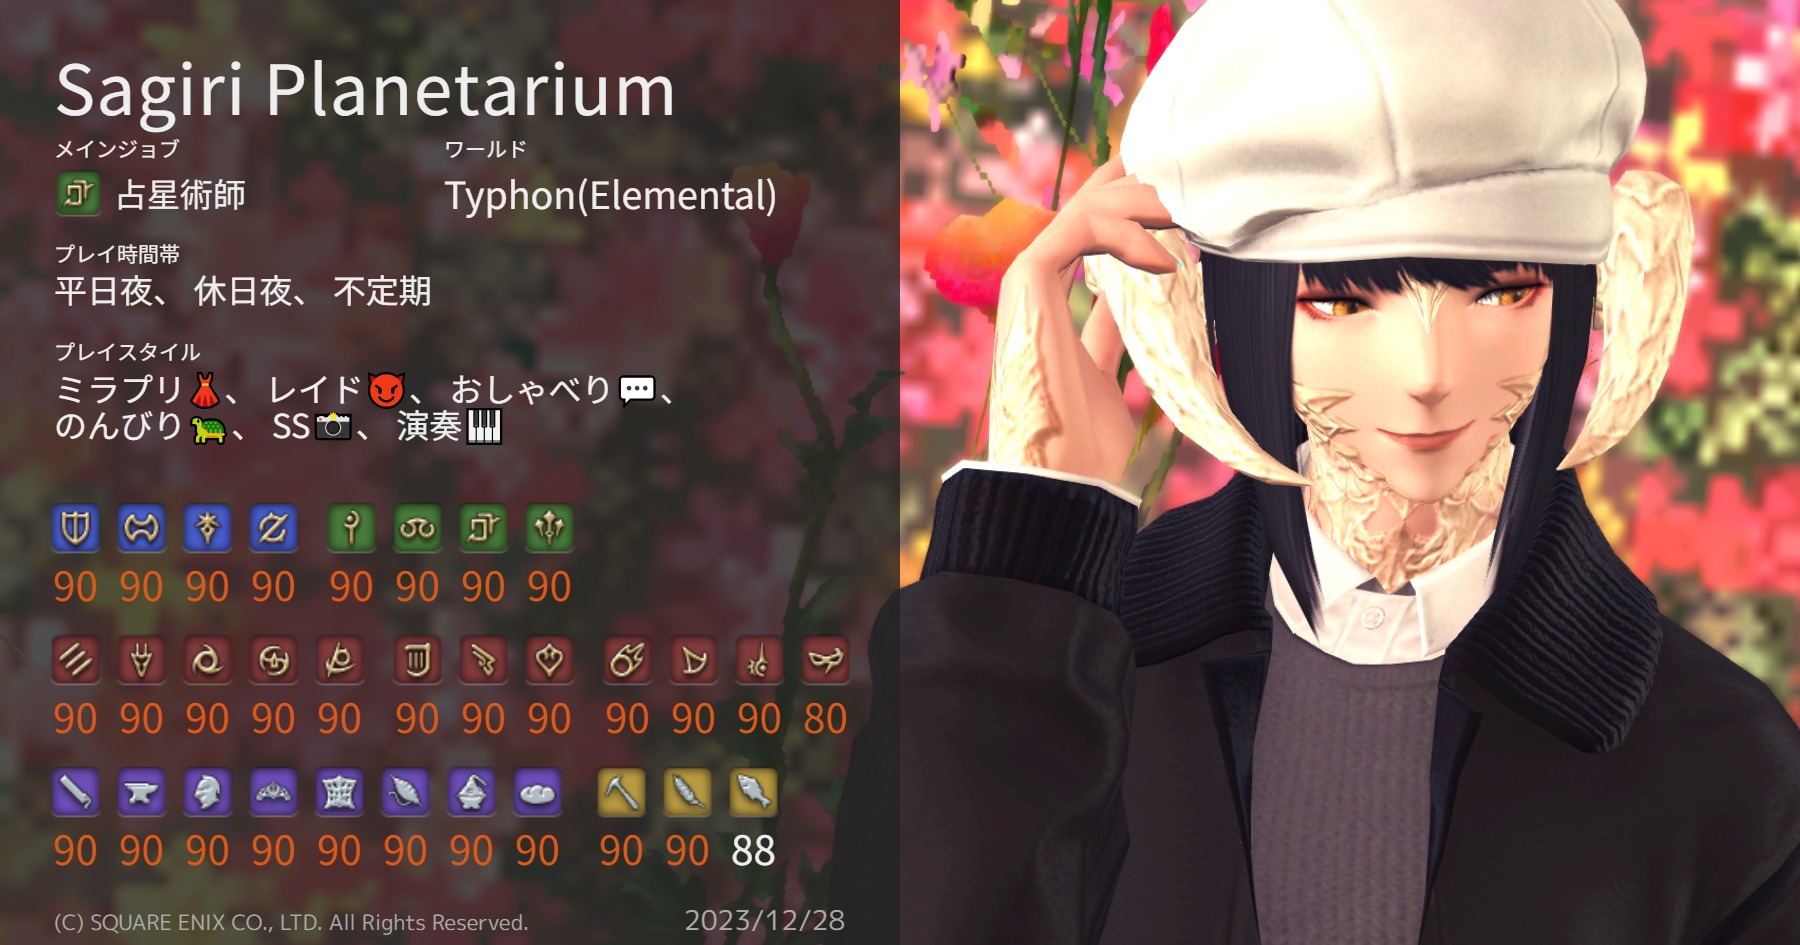 Sagiri Planetarium
メインジョブ
ワールド
占星術師
Typhon(Elemental)
プレイ時間帯
平日夜、 休日夜、 不定期
プレイスタイル
ミラプリ👗、 レイド😈、 おしゃべり💬、
のんびり🐢、 SS📸、 演奏🎹
90 90 90 90 90 90 90 90
90 90 90 90 90 90 90 90 90 90 90 80
90 90 90 90 90 90 90 90 90 90 88
(C) SQUARE ENIX CO., LTD. All Rights Reserved.
2023/12/28